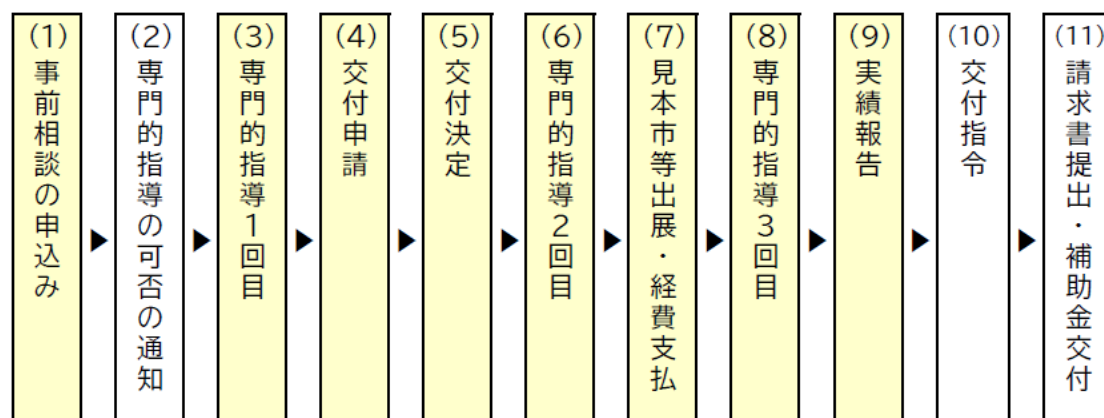 (1)
事前相談の申込み
(2)
専門的指導の可否の通知
(3)
専門的指導1回目
(4)
交付申請
(5)
交付決定
(6)
専門的指導2回目
(7)
見本市等出展・経費支払
(8)
専門的指導3回目
(9)
実績報告
(10)
交付指令
(11)
請求書提出・補助金交付